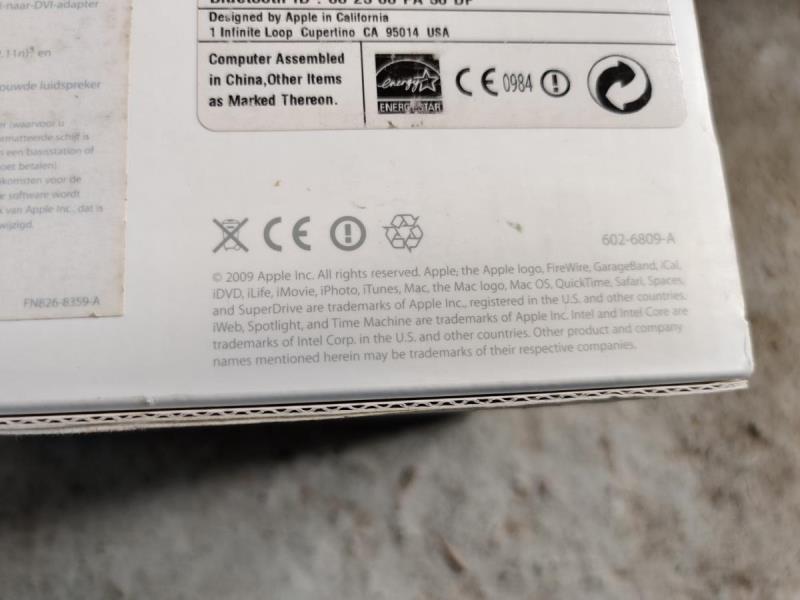 -naar-DVI-adapter
.11n)³ en
ouwde luidspreker
er (waarvoor u
rmatteerde schijf is
een basisstation of
oet betalen).
komsten voor de
e software wordt
van Apple Inc., dat is
wijzigd.
FN826-8359-A
Designed by Apple in California
1 Infinite Loop Cupertino CA 95014 USA
Computer Assembled
in China,Other Items
as Marked Thereon.
energy
ENERGY STAR
CE 0984
CE
602-6809-A
© 2009 Apple Inc. All rights reserved. Apple, the Apple logo, FireWire, GarageBand, iCal,
iDVD, iLife, iMovie, iPhoto, iTunes, Mac, the Mac logo, Mac OS, QuickTime, Safari, Spaces,
and SuperDrive are trademarks of Apple Inc., registered in the U.S. and other countries.
iWeb, Spotlight, and Time Machine are trademarks of Apple Inc. Intel and Intel Core are
trademarks of Intel Corp. in the U.S. and other countries. Other product and company
names mentioned herein may be trademarks of their respective companies.